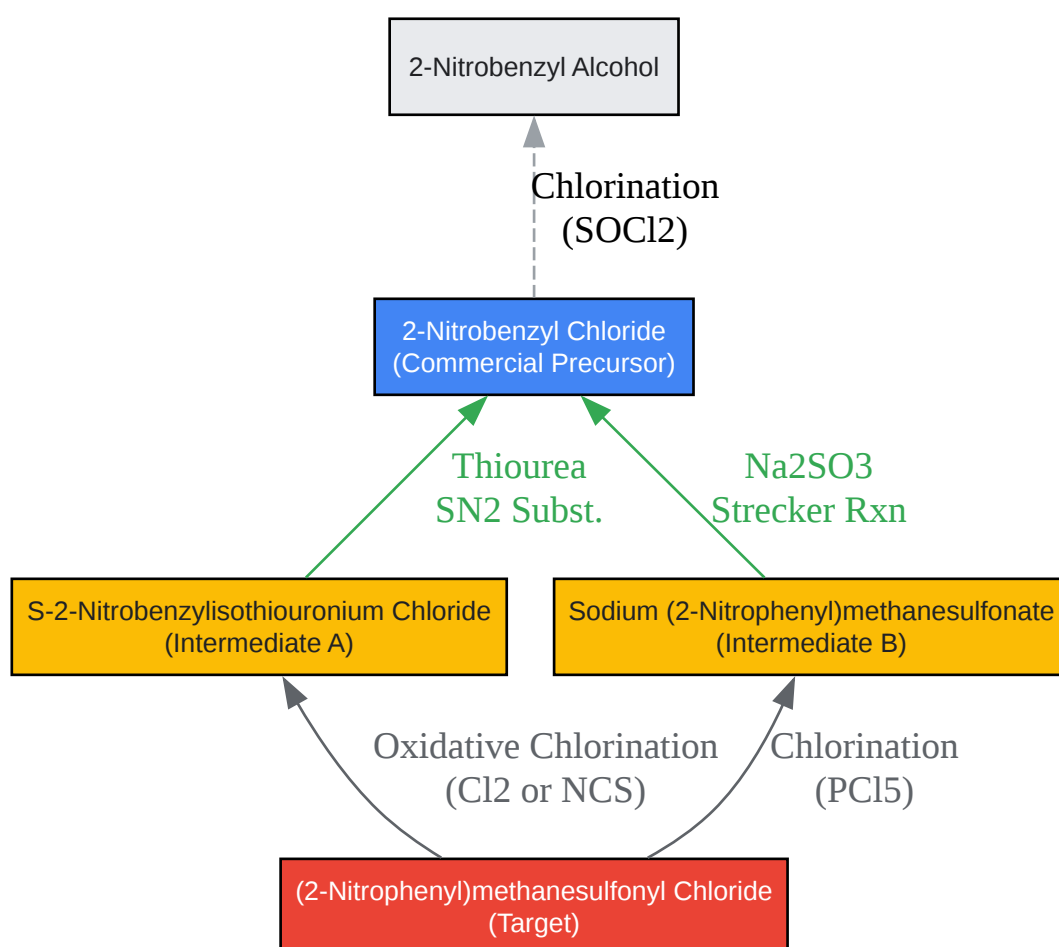 2-Nitrobenzyl Alcohol
Chlorination
(SOCl2)
2-Nitrobenzyl Chloride
(Commercial Precursor)
Thiourea
SN2 Subst.
Na2SO3
Strecker Rxn
S-2-Nitrobenzylisothiouronium Chloride
(Intermediate A)
Sodium (2-Nitrophenyl)methanesulfonate
(Intermediate B)
Oxidative Chlorination
(Cl2 or NCS)
Chlorination
(PCl5)
(2-Nitrophenyl)methanesulfonyl Chloride
(Target)